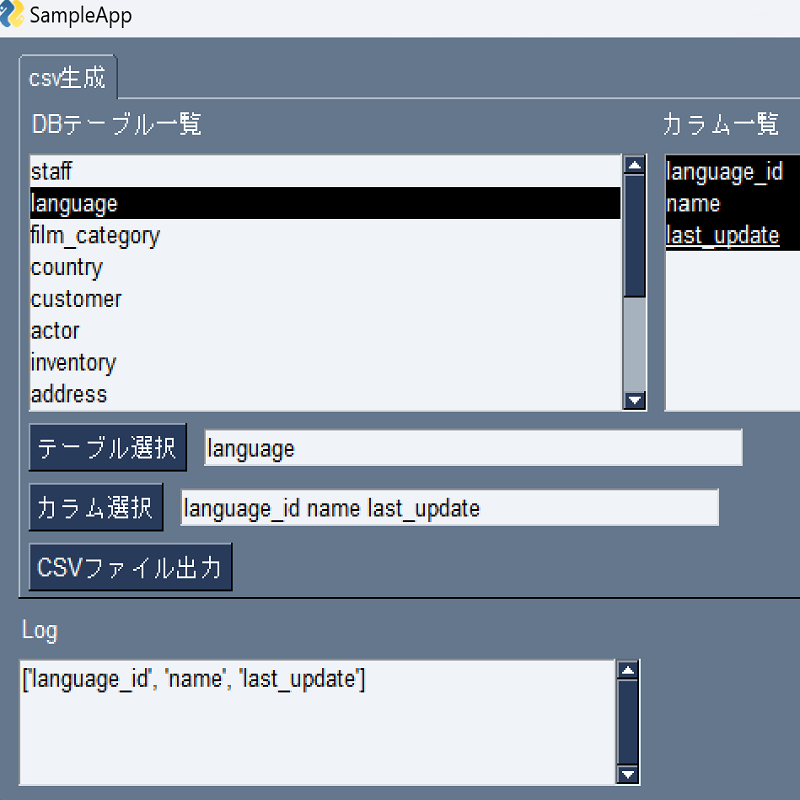 SampleApp
csv生成
DBテーブル一覧
staff
language
film_category
country
customer
actor
inventory
address
カラム一覧
language_id
name
last_update
テーブル選択 language
カラム選択 language_id name last_update
CSVファイル出力
Log
['language_id', 'name', 'last_update']